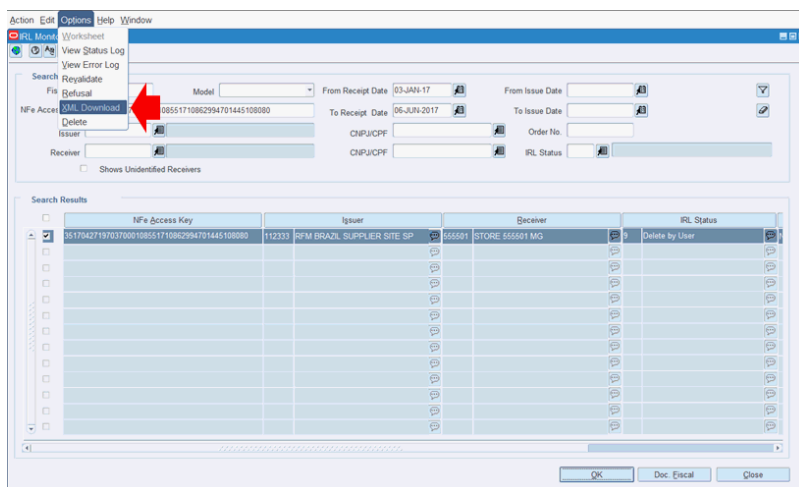 Action Edit Options Help Window
IRL Monito
Worksheet
View Status Log
View Error Log
Revalidate
Refusal
XML Download
Delete
Search
Fis
Model
From Receipt Date 03-JAN-17
From Issue Date
NFe Acces
085517108629947014451​08080
To Receipt Date 06-JUN-2017
To Issue Date
Issuer
CNPJ/CPF
Order No.
Receiver
CNPJ/CPF
IRL Status
Shows Unidentified Receivers
Search Results
NFe Access Key Issuer Receiver IRL Status
35170427197037000108551710862994701445108080 112333 RFM BRAZIL SUPPLIER SITE SP 555501 STORE 555501 MG 9 Delete by User
OK Doc. Fiscal Close